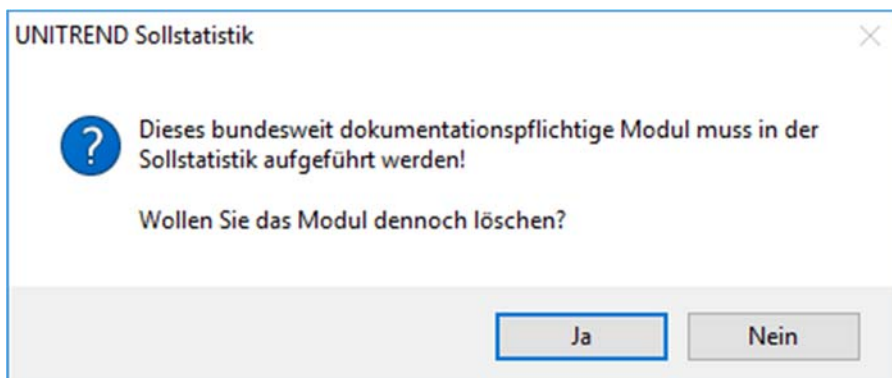 UNITREND Sollstatistik
Dieses bundesweit dokumentationspflichtige Modul muss in der
Sollstatistik aufgeführt werden!
Wollen Sie das Modul dennoch löschen?
Ja
Nein